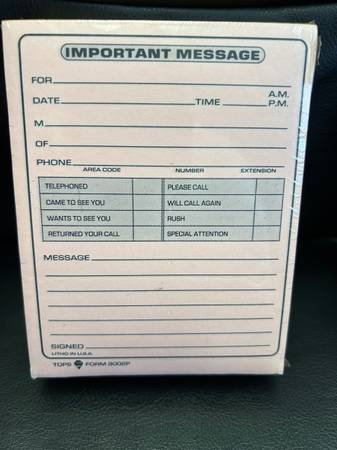 IMPORTANT MESSAGE
FOR
A.M.
DATE TIME P.M.
M
OF
PHONE
AREA CODE NUMBER EXTENSION
TELEPHONED PLEASE CALL
CAME TO SEE YOU WILL CALL AGAIN
WANTS TO SEE YOU RUSH
RETURNED YOUR CALL SPECIAL ATTENTION
MESSAGE
SIGNED
LITHO IN U.S.A.
TOPS FORM 3002P